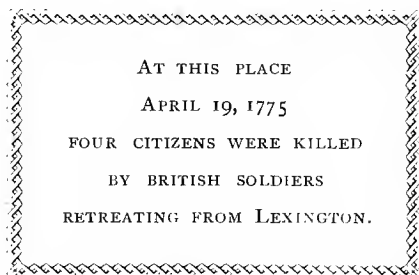 At this place
April 19, 1775
four citizens were killed
by british soldiers
retreating from Lexington.